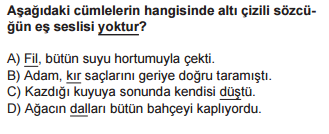 Aşağıdaki cümlelerin hangisinde altı çizili sözcü-
ğün eş seslisi yoktur?
A) Fil, bütün suyu hortumuyla çekti.
B) Adam, kır saçlarını geriye doğru taramıştı.
C) Kazdığı kuyuya sonunda kendisi düştü.
D) Ağacın dalları bütün bahçeyi kaplıyordu.